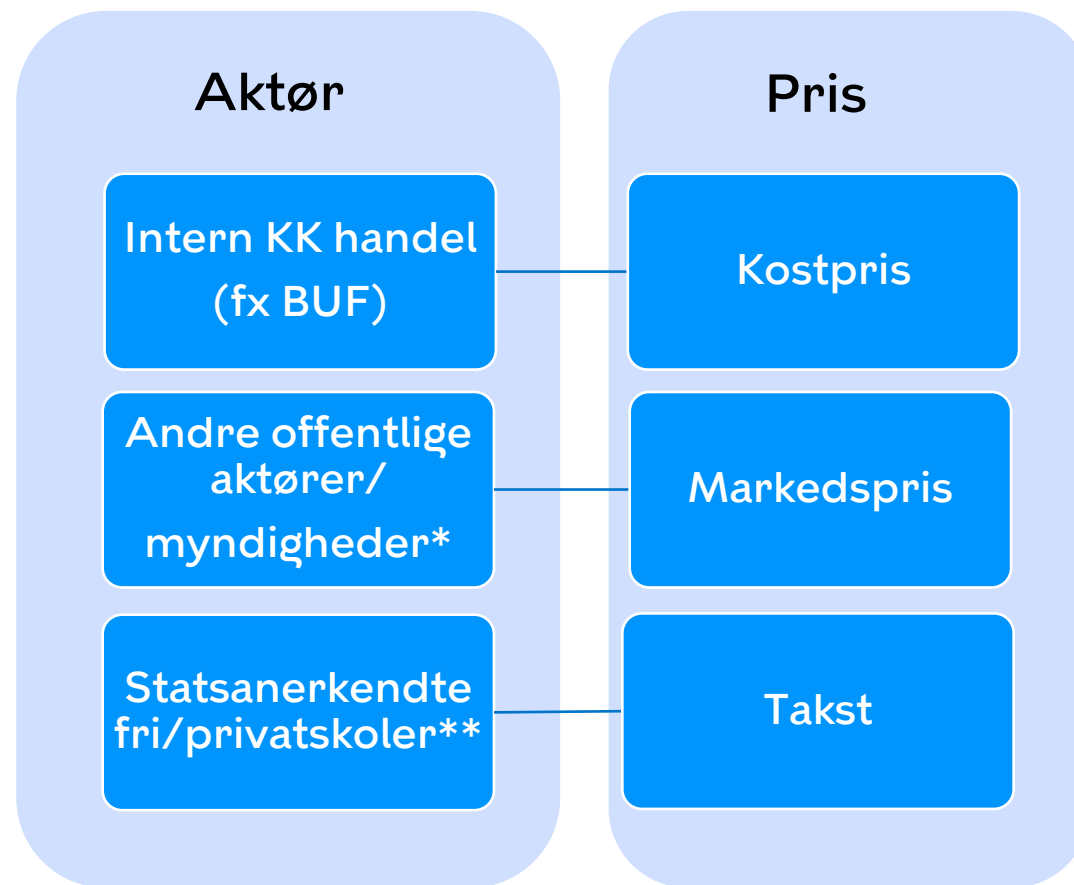 Aktør
Pris
Intern KK handel
(fx BUF)
Kostpris
Andre offentlige
aktører/
myndigheder*
Markedspris
Statsanerkendte
fri/privatskoler**
Takst